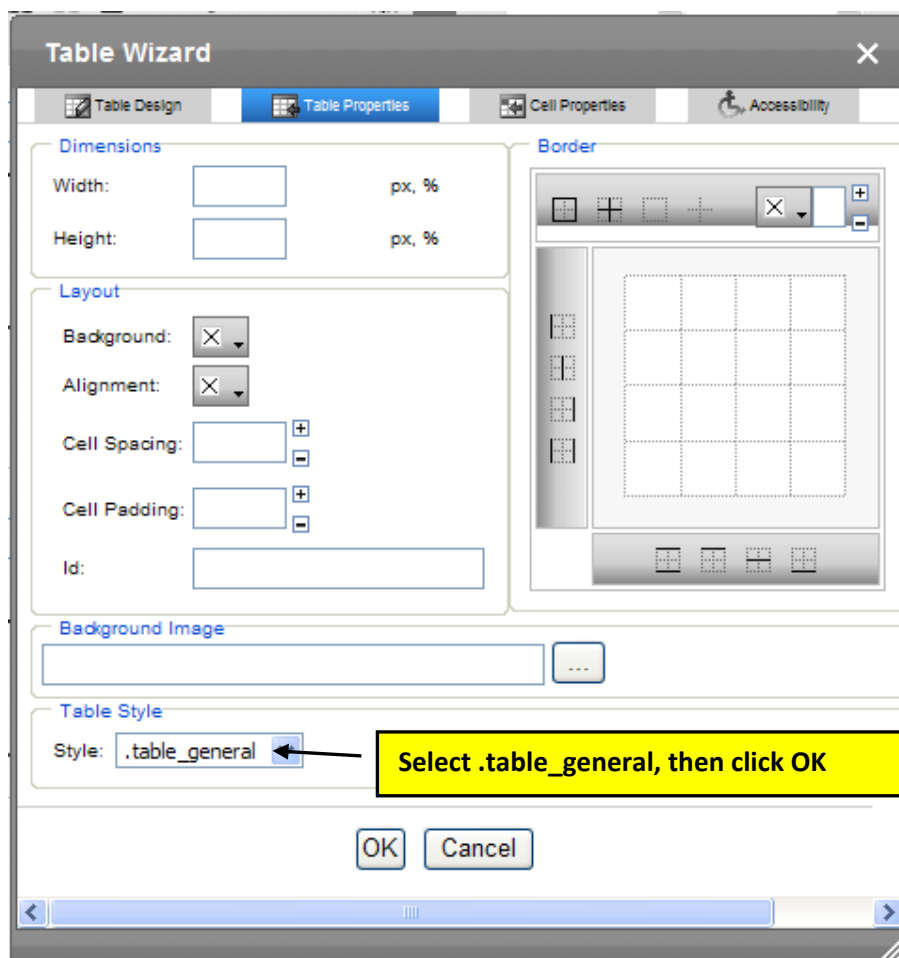 Table Wizard
Table Design Table Properties Cell Properties Accessibility
Dimensions
Width: px, %
Height: px, %
Border
Layout
Background:
Alignment:
Cell Spacing:
Cell Padding:
Id:
Background Image
...
Table Style
Style: .table_general
Select .table_general, then click OK
OK Cancel